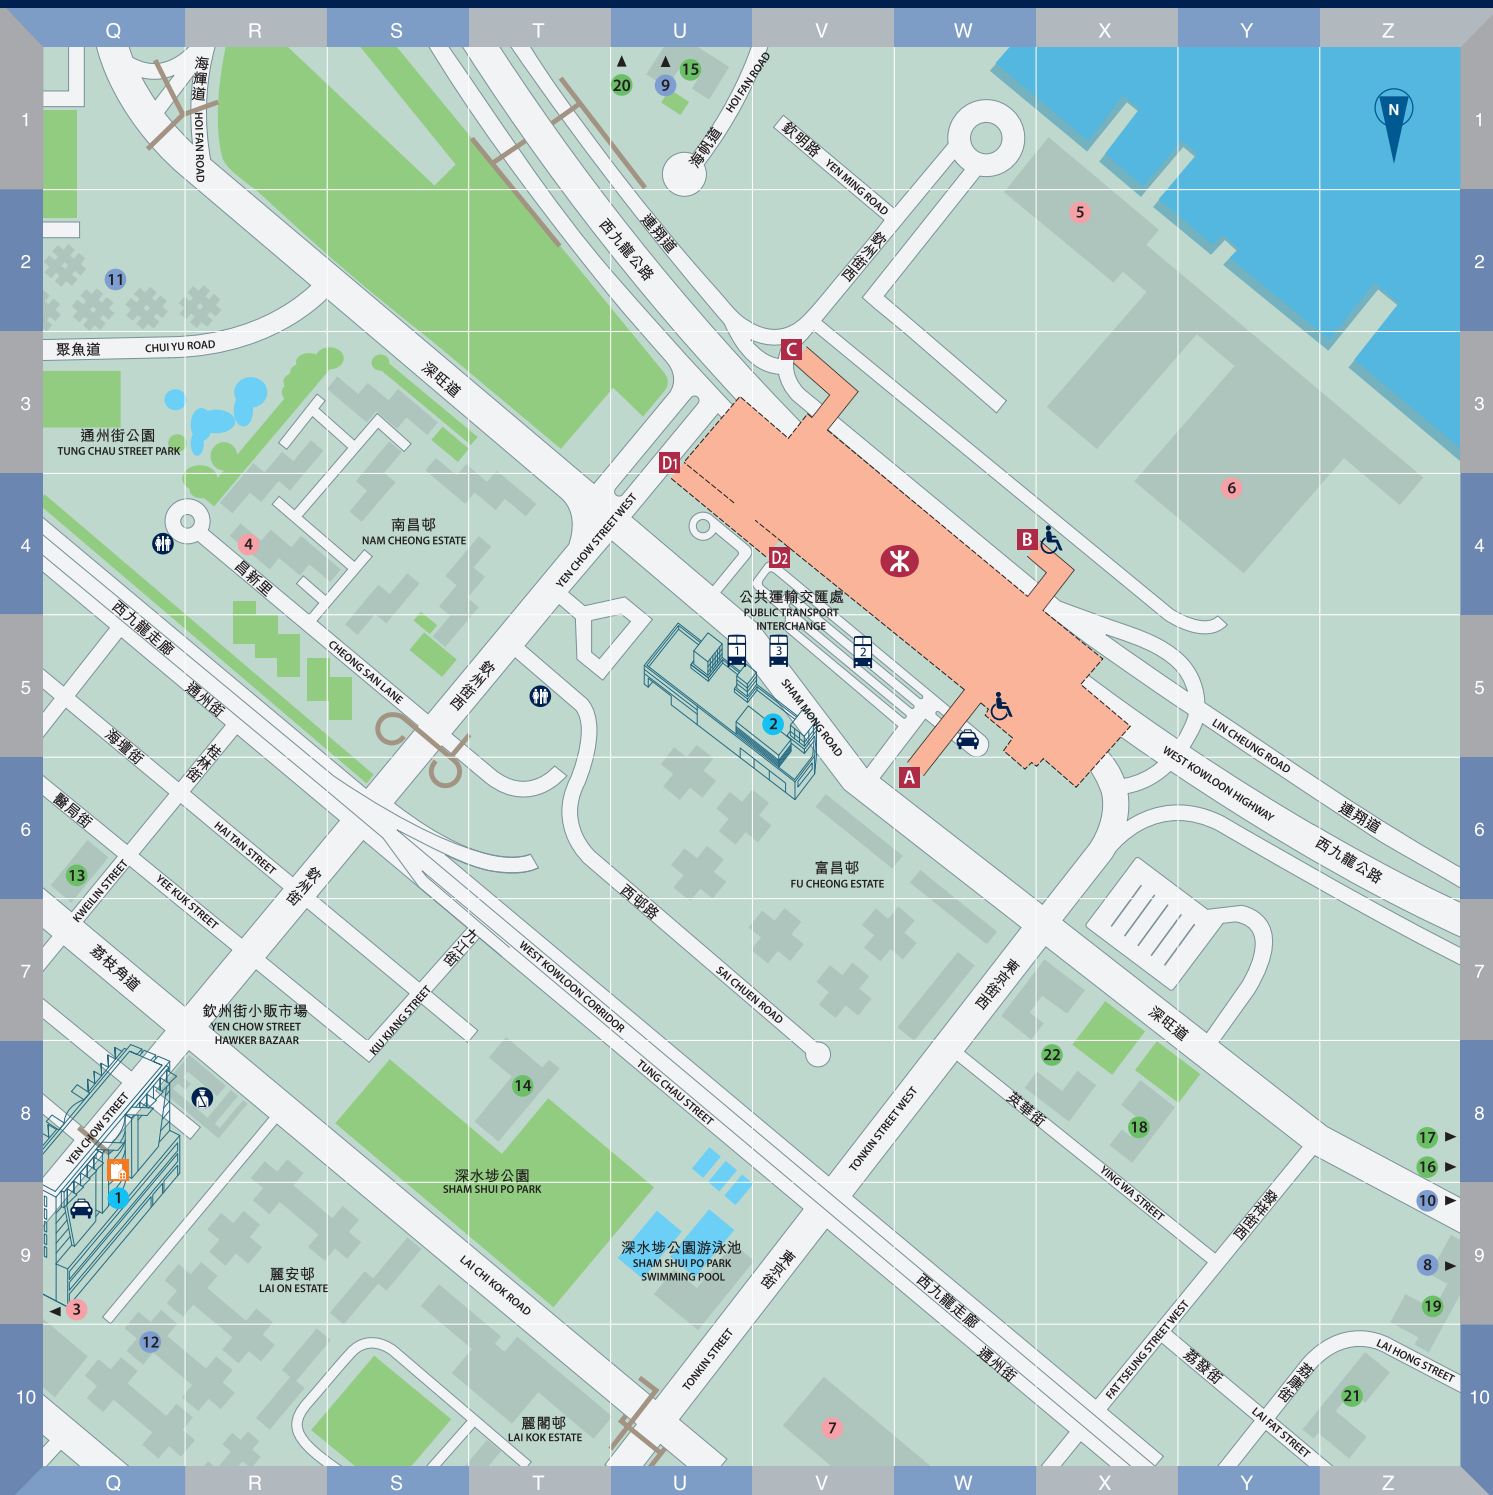 Q R S T U V W X Y Z
1
2
3
4
5
6
7
8
9
10
1
2
3
4
5
6
7
8
9
10
Q R S T U V W X Y Z
N
海輝道
HOI FAN ROAD
20
9
15
HOI FAN ROAD
海帆道
欽明路
YEN MING ROAD
連翔道
西九龍公路
欽州街西
5
11
聚魚道
CHUI YU ROAD
深旺道
C
通州街公園
TUNG CHAU STREET PARK
D1
6
南昌邨
NAM CHEONG ESTATE
YEN CHOW STREET WEST
4
昌新里
D2
B
公共運輸交匯處
PUBLIC TRANSPORT
INTERCHANGE
1
3
2
西九龍走廊
通州街
CHEONG SAN LANE
欽州街西
SHAM MONG ROAD
2
A
LIN CHEUNG ROAD
WEST KOWLOON HIGHWAY
連翔道
西九龍公路
海壇街
桂林街
醫局街
HAI TAN STREET
13
KWEILIN STREET
YEE KUK STREET
欽州街
富昌邨
FU CHEONG ESTATE
西邨路
SAI CHUEN ROAD
荔枝角道
九江街
KIU KIANG STREET
WEST KOWLOON CORRIDOR
東京街西
深旺道
欽州街小販市場
YEN CHOW STREET
HAWKER BAZAAR
14
TUNG CHAU STREET
22
YEN CHOW STREET
TONKIN STREET WEST
英華街
18
17
16
10
8
19
深水埗公園
SHAM SHUI PO PARK
YING WA STREET
發祥街西
1
3
麗安邨
LAI ON ESTATE
LAI CHI KOK ROAD
深水埗公園游泳池
SHAM SHUI PO PARK
SWIMMING POOL
東京街
西九龍走廊
12
TONKIN STREET
通州街
FAT TSEUNG STREET WEST
荔發街
荔康街
LAI HONG STREET
21
麗閣邨
LAI KOK ESTATE
7
LAI FAT STREET